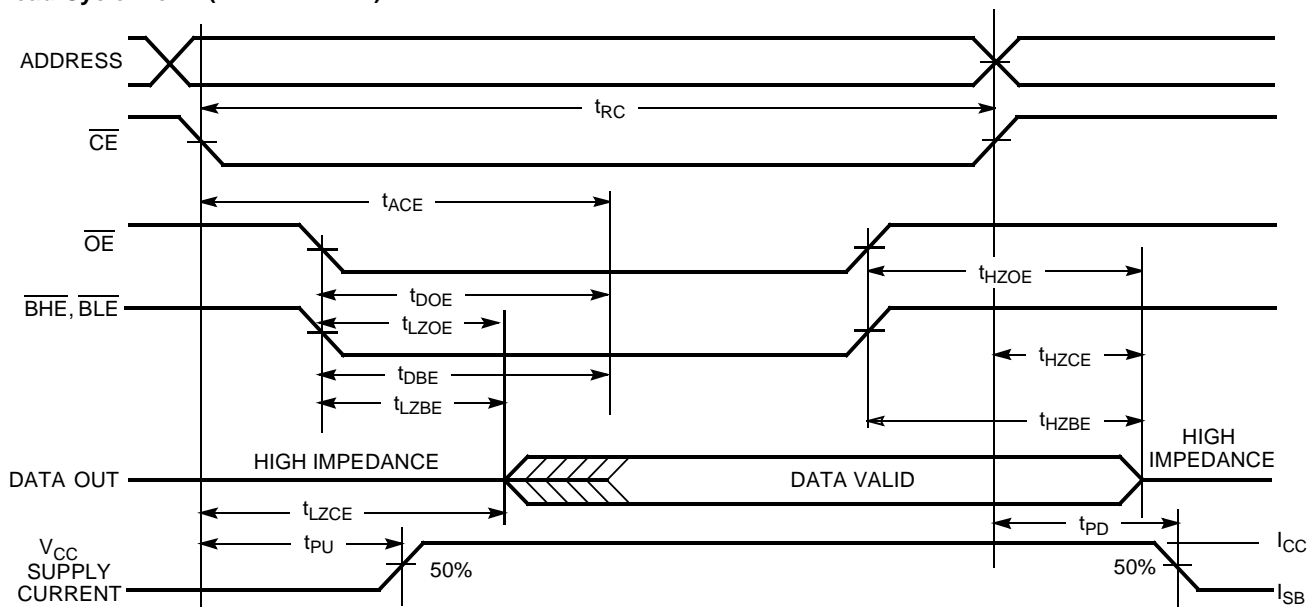 ADDRESS
tRC
CE
tACE
OE
tHZOE
tDOE
BHE, BLE
tLZOE
tHZCE
tDBE
tLZBE
tHZBE
HIGH IMPEDANCE
HIGH
IMPEDANCE
DATA OUT
DATA VALID
tLZCE
tPU
tPD
VCC
SUPPLY
CURRENT
50%
50%
ICC
ISB